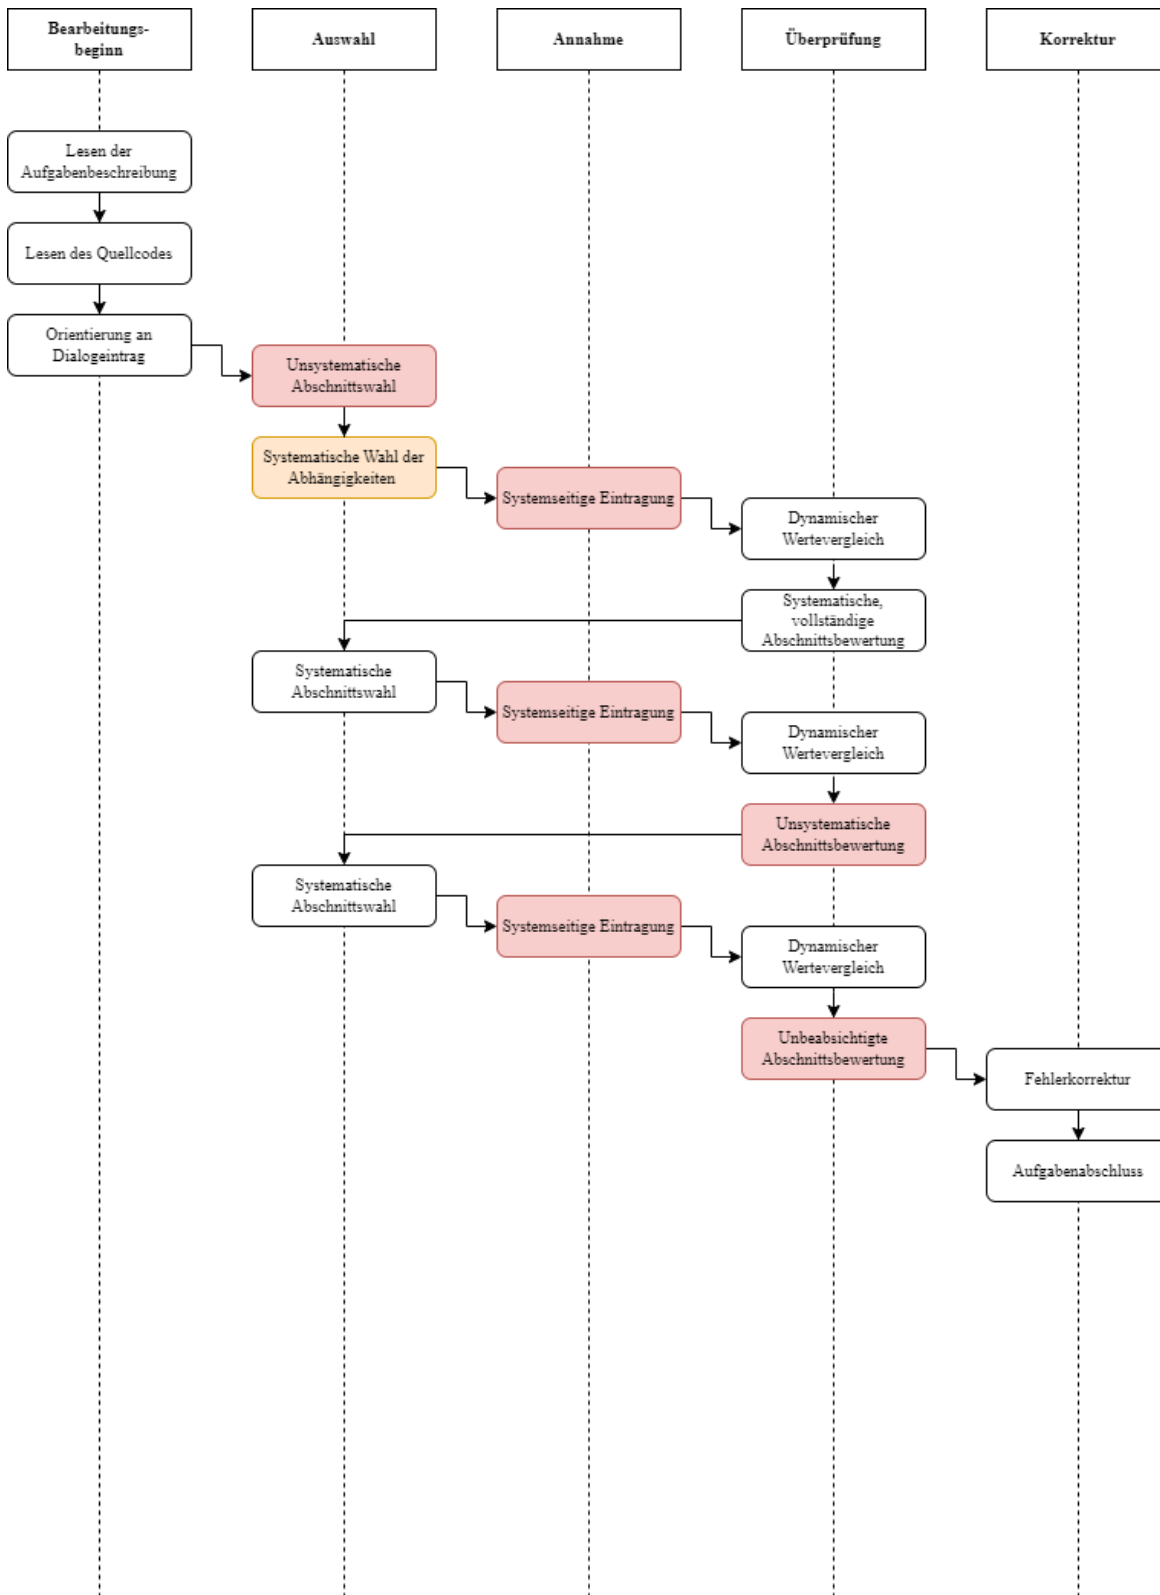 Bearbeitungs-
beginn
Auswahl
Annahme
Überprüfung
Korrektur
Lesen der
Aufgabenbeschreibung
Lesen des Quellcodes
Orientierung an
Dialogeintrag
Unsystematische
Abschnittswahl
Systematische Wahl der
Abhängigkeiten
Systemseitige Eintragung
Dynamischer
Wertevergleich
Systematische,
vollständige
Abschnittsbewertung
Systematische
Abschnittswahl
Systemseitige Eintragung
Dynamischer
Wertevergleich
Unsystematische
Abschnittsbewertung
Systematische
Abschnittswahl
Systemseitige Eintragung
Dynamischer
Wertevergleich
Unbeabsichtigte
Abschnittsbewertung
Fehlerkorrektur
Aufgabenabschluss